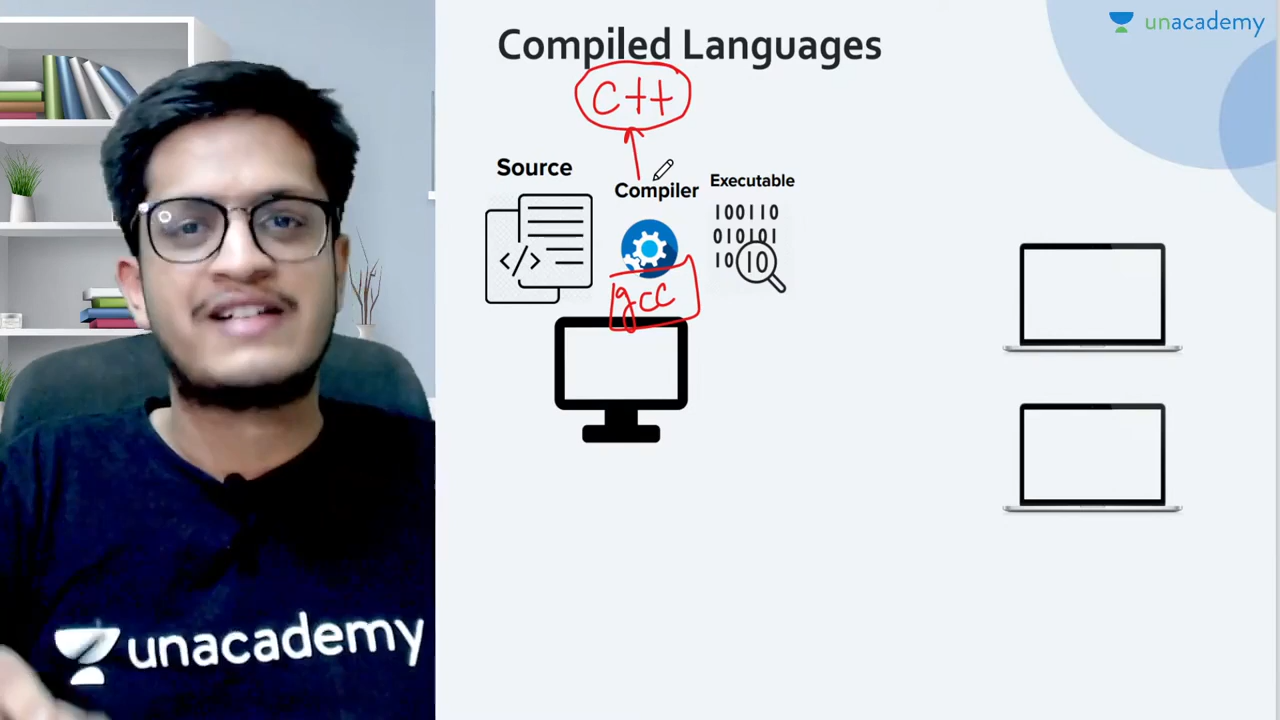 Compiled Languages
unacademy
C++
Source
Compiler
Executable
100110
010101
10 10
gcc
</>
unacademy